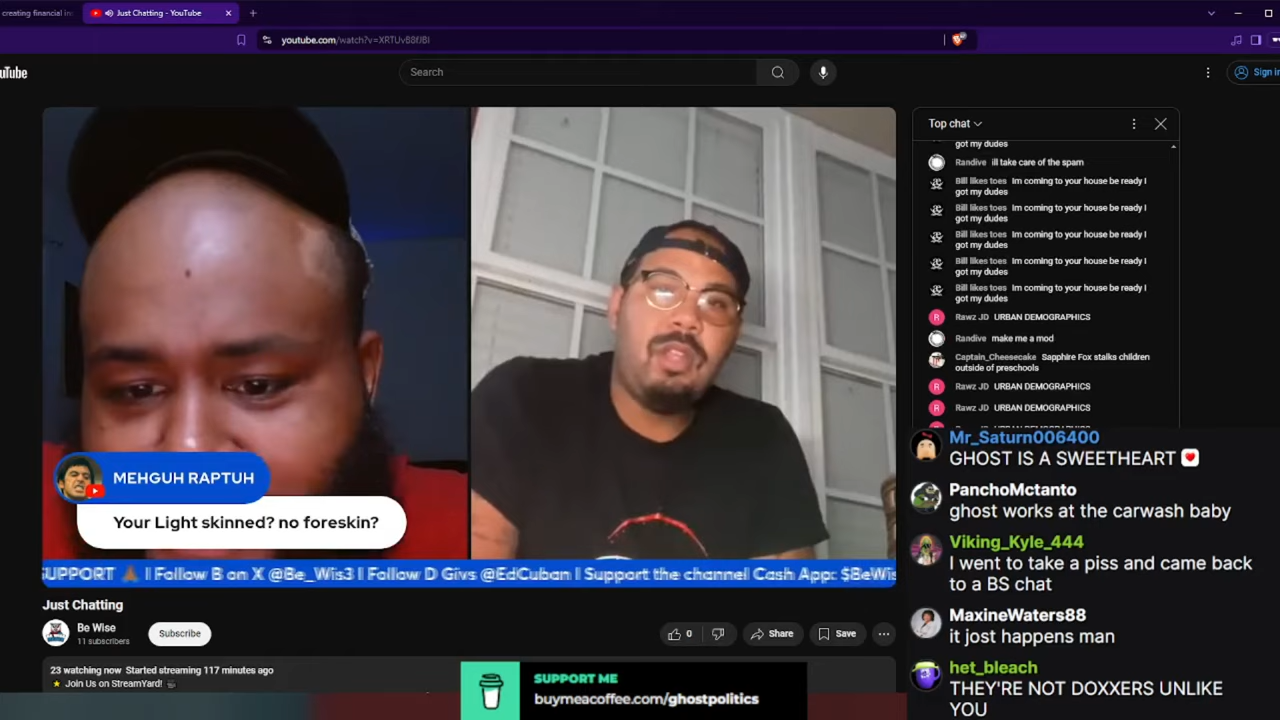 creating financial in
Just Chatting - YouTube
youtube.com/watch?v=XRTUvB8fJBI
uTube
Search
Sign in
Top chat
got my dudes
Randive ill take care of the spam
Bill likes toes Im coming to your house be ready I
got my dudes
Bill likes toes Im coming to your house be ready I
got my dudes
Bill likes toes Im coming to your house be ready I
got my dudes
Bill likes toes Im coming to your house be ready I
got my dudes
Bill likes toes Im coming to your house be ready I
got my dudes
R Rawz JD URBAN DEMOGRAPHICS
Randive make me a mod
Captain_Cheesecake Sapphire Fox stalks children
outside of preschools
R Rawz JD URBAN DEMOGRAPHICS
R Rawz JD URBAN DEMOGRAPHICS
Mr_Saturn006400
GHOST IS A SWEETHEART
PanchoMctanto
ghost works at the carwash baby
Viking_Kyle_444
I went to take a piss and came back
to a BS chat
MaxineWaters88
it jost happens man
het_bleach
THEY'RE NOT DOXXERS UNLIKE
YOU
MEHGUH RAPTUH
Your Light skinned? no foreskin?
SUPPORT 🙏🏾 I Follow B on X @Be_Wis3 I Follow D Givs @EdCuban I Support the channel Cash App: $BeWis
Just Chatting
Be Wise
11 subscribers
Subscribe
0
Share
Save
23 watching now Started streaming 117 minutes ago
Join Us on StreamYard!
SUPPORT ME
buymeacoffee.com/ghostpolitics